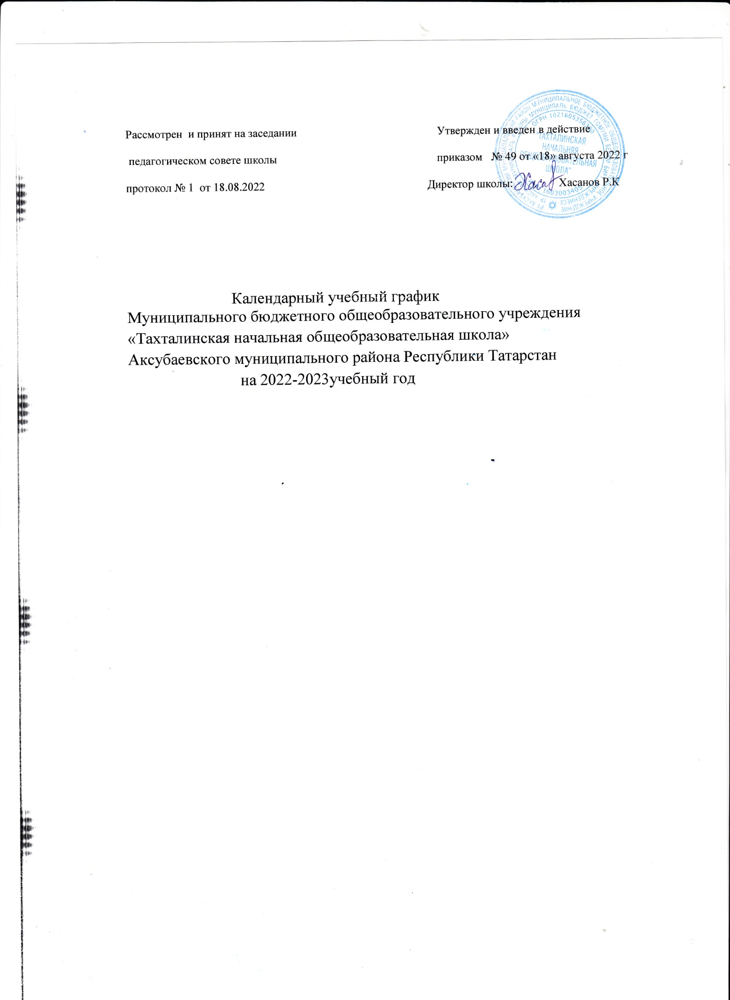 Рассмотрен и принят на заседании
педагогическом совете школы
протокол № 1 от 18.08.2022
Утвержден и введен в действие
приказом № 49 от «18» августа 2022 г
Директор школы: Хасанов Р.К
"ТАХТАЛИНСКАЯ
НАЧАЛЬНАЯ
ОБЩЕОБРАЗОВАТЕЛЬНАЯ
ШКОЛА"
Календарный учебный график
Муниципального бюджетного общеобразовательного учреждения
«Тахталинская начальная общеобразовательная школа»
Аксубаевского муниципального района Республики Татарстан
на 2022-2023учебный год